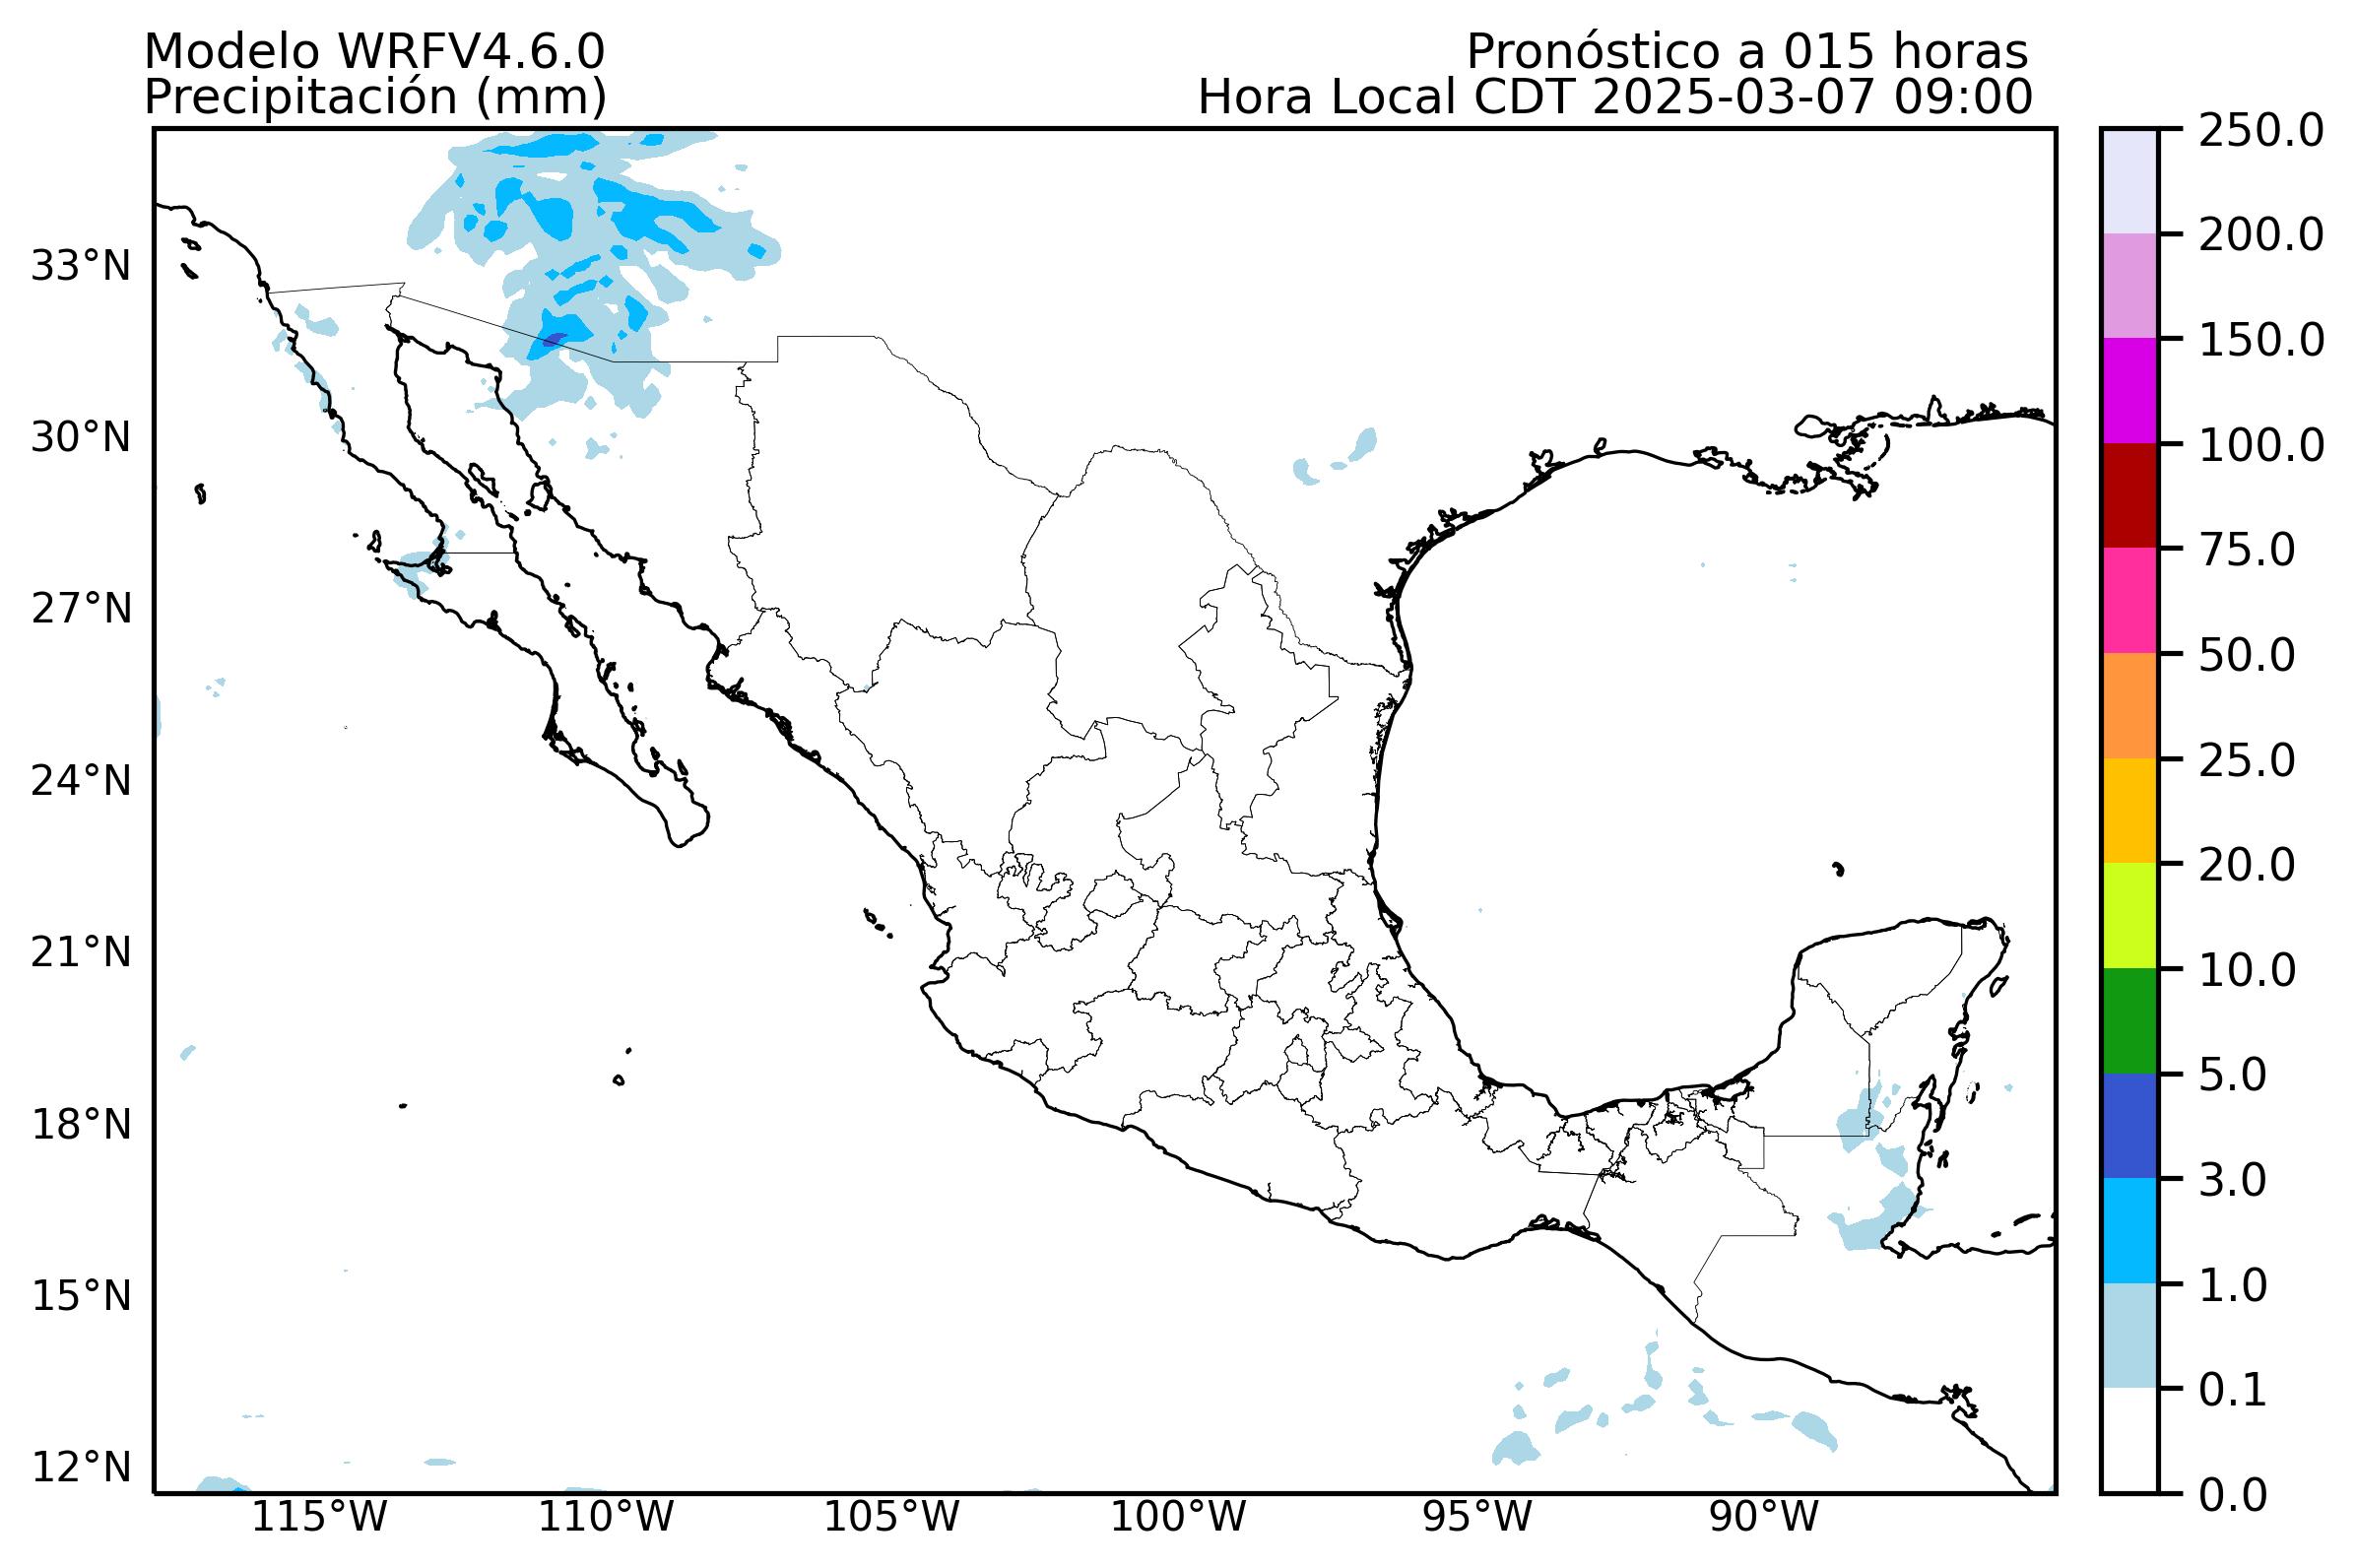 Modelo WRFV4.6.0
Precipitación (mm)
Pronóstico a 015 horas
Hora Local CDT 2025-03-07 09:00
33°N
30°N
27°N
24°N
21°N
18°N
15°N
12°N
115°W
110°W
105°W
100°W
95°W
90°W
250.0
200.0
150.0
100.0
75.0
50.0
25.0
20.0
10.0
5.0
3.0
1.0
0.1
0.0